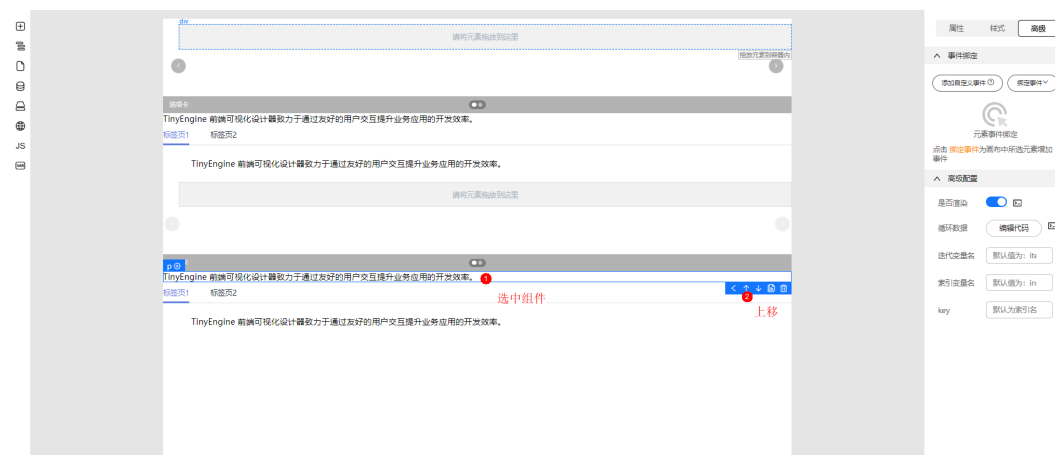 div
请将元素拖放到这里
拖放元素到容器内
选项卡
TinyEngine 前端可视化设计器致力于通过友好的用户交互提升业务应用的开发效率。
标签页1 标签页2
TinyEngine 前端可视化设计器致力于通过友好的用户交互提升业务应用的开发效率。
请将元素拖放到这里
p
TinyEngine 前端可视化设计器致力于通过友好的用户交互提升业务应用的开发效率。 1
标签页1 标签页2
选中组件
2
上移
TinyEngine 前端可视化设计器致力于通过友好的用户交互提升业务应用的开发效率。
JS
属性 样式 高级
事件绑定
添加自定义事件 绑定事件
元素事件绑定
点击 绑定事件为画布中所选元素增加
事件
高级配置
是否渲染
循环数据 编辑代码
迭代变量名 默认值为: ite
索引变量名 默认值为: in
key 默认为索引名